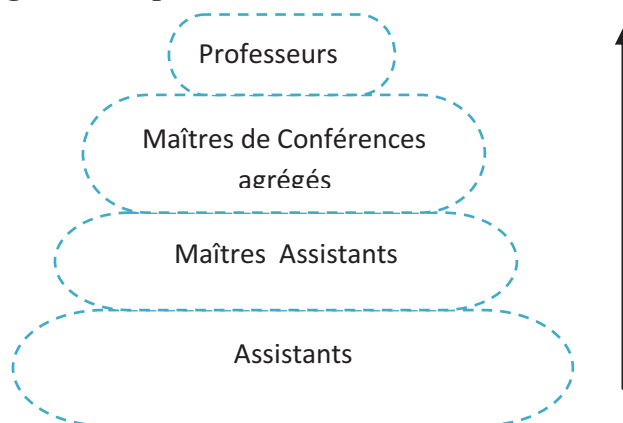 Professeurs
Maîtres de Conférences
agrégés
Maîtres Assistants
Assistants